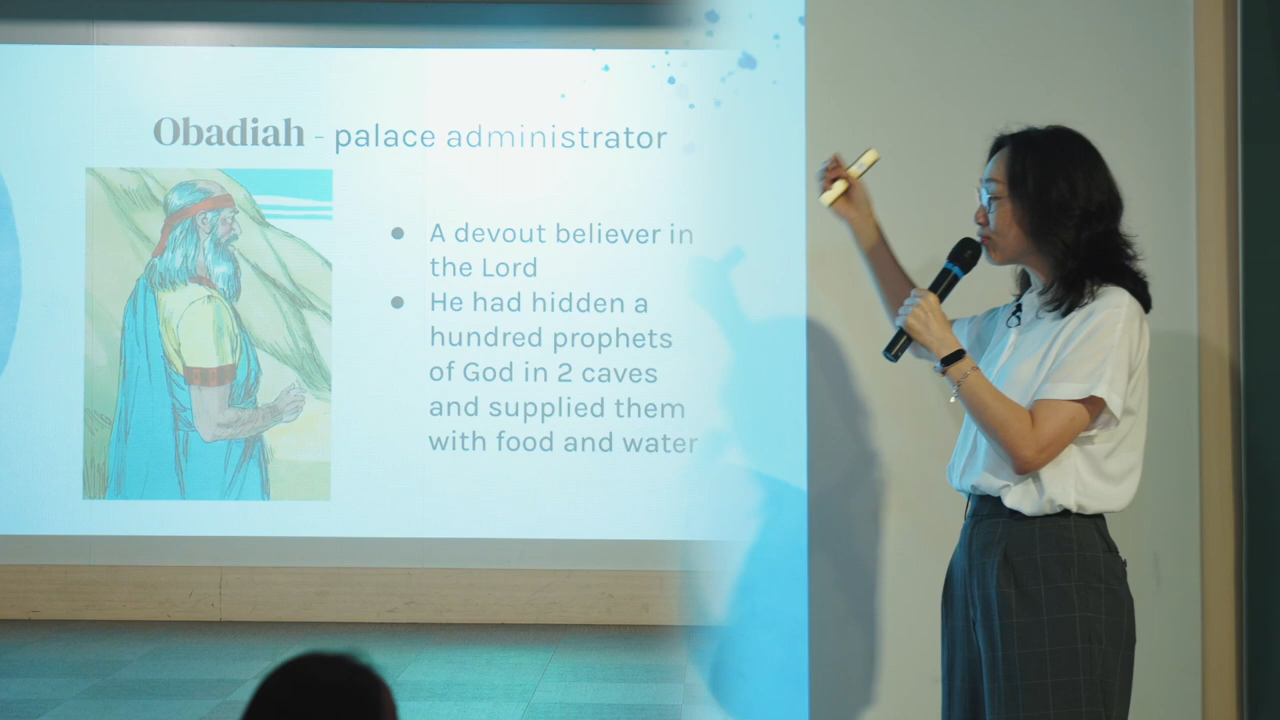 Obadiah - palace administrator
● A devout believer in
the Lord
● He had hidden a
hundred prophets
of God in 2 caves
and supplied them
with food and water